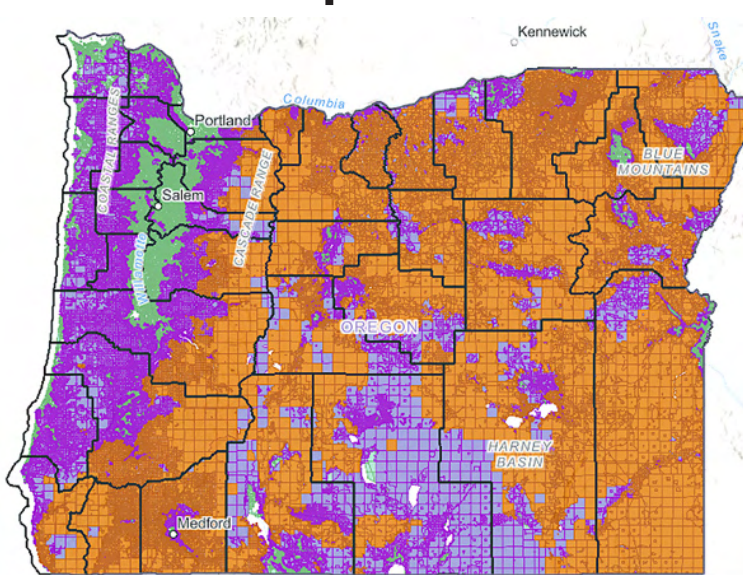 Kennewick
Snake
Columbia
Portland
COASTAL RANGES
BLUE
MOUNTAINS
CASCADE RANGE
Salem
Willamette
OREGON
HARNEY
BASIN
Medford